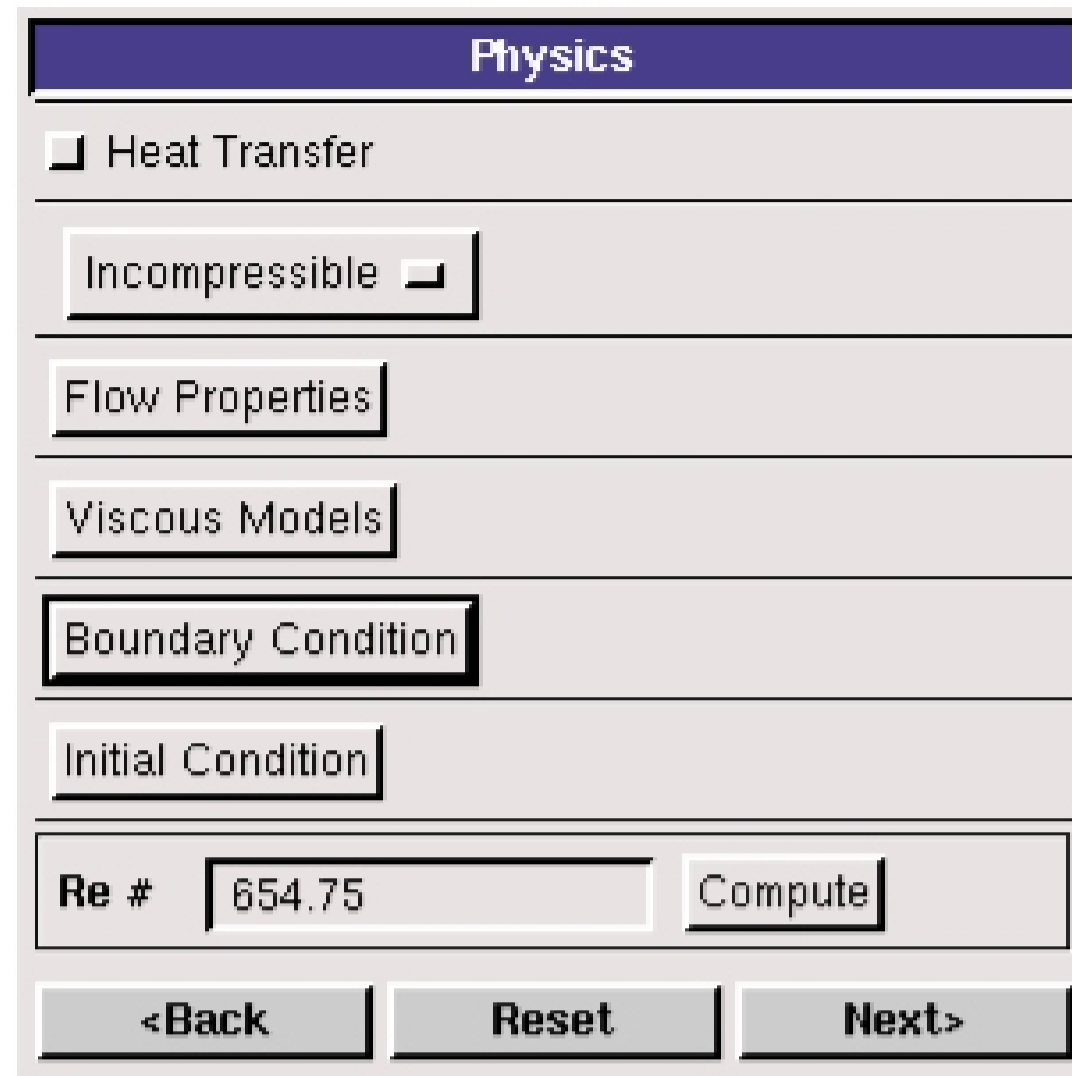 Physics
Heat Transfer
Incompressible
Flow Properties
Viscous Models
Boundary Condition
Initial Condition
Re # 654.75 Compute
<Back Reset Next>